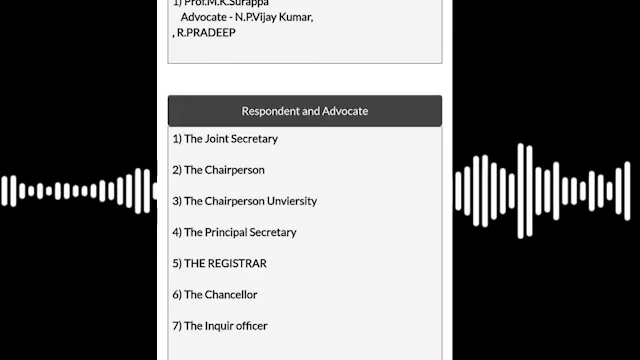 1) Prof.M.K.Surappa
Advocate - N.P.Vijay Kumar,
, R.PRADEEP
Respondent and Advocate
1) The Joint Secretary
2) The Chairperson
3) The Chairperson Unviersity
4) The Principal Secretary
5) THE REGISTRAR
6) The Chancellor
7) The Inquir officer